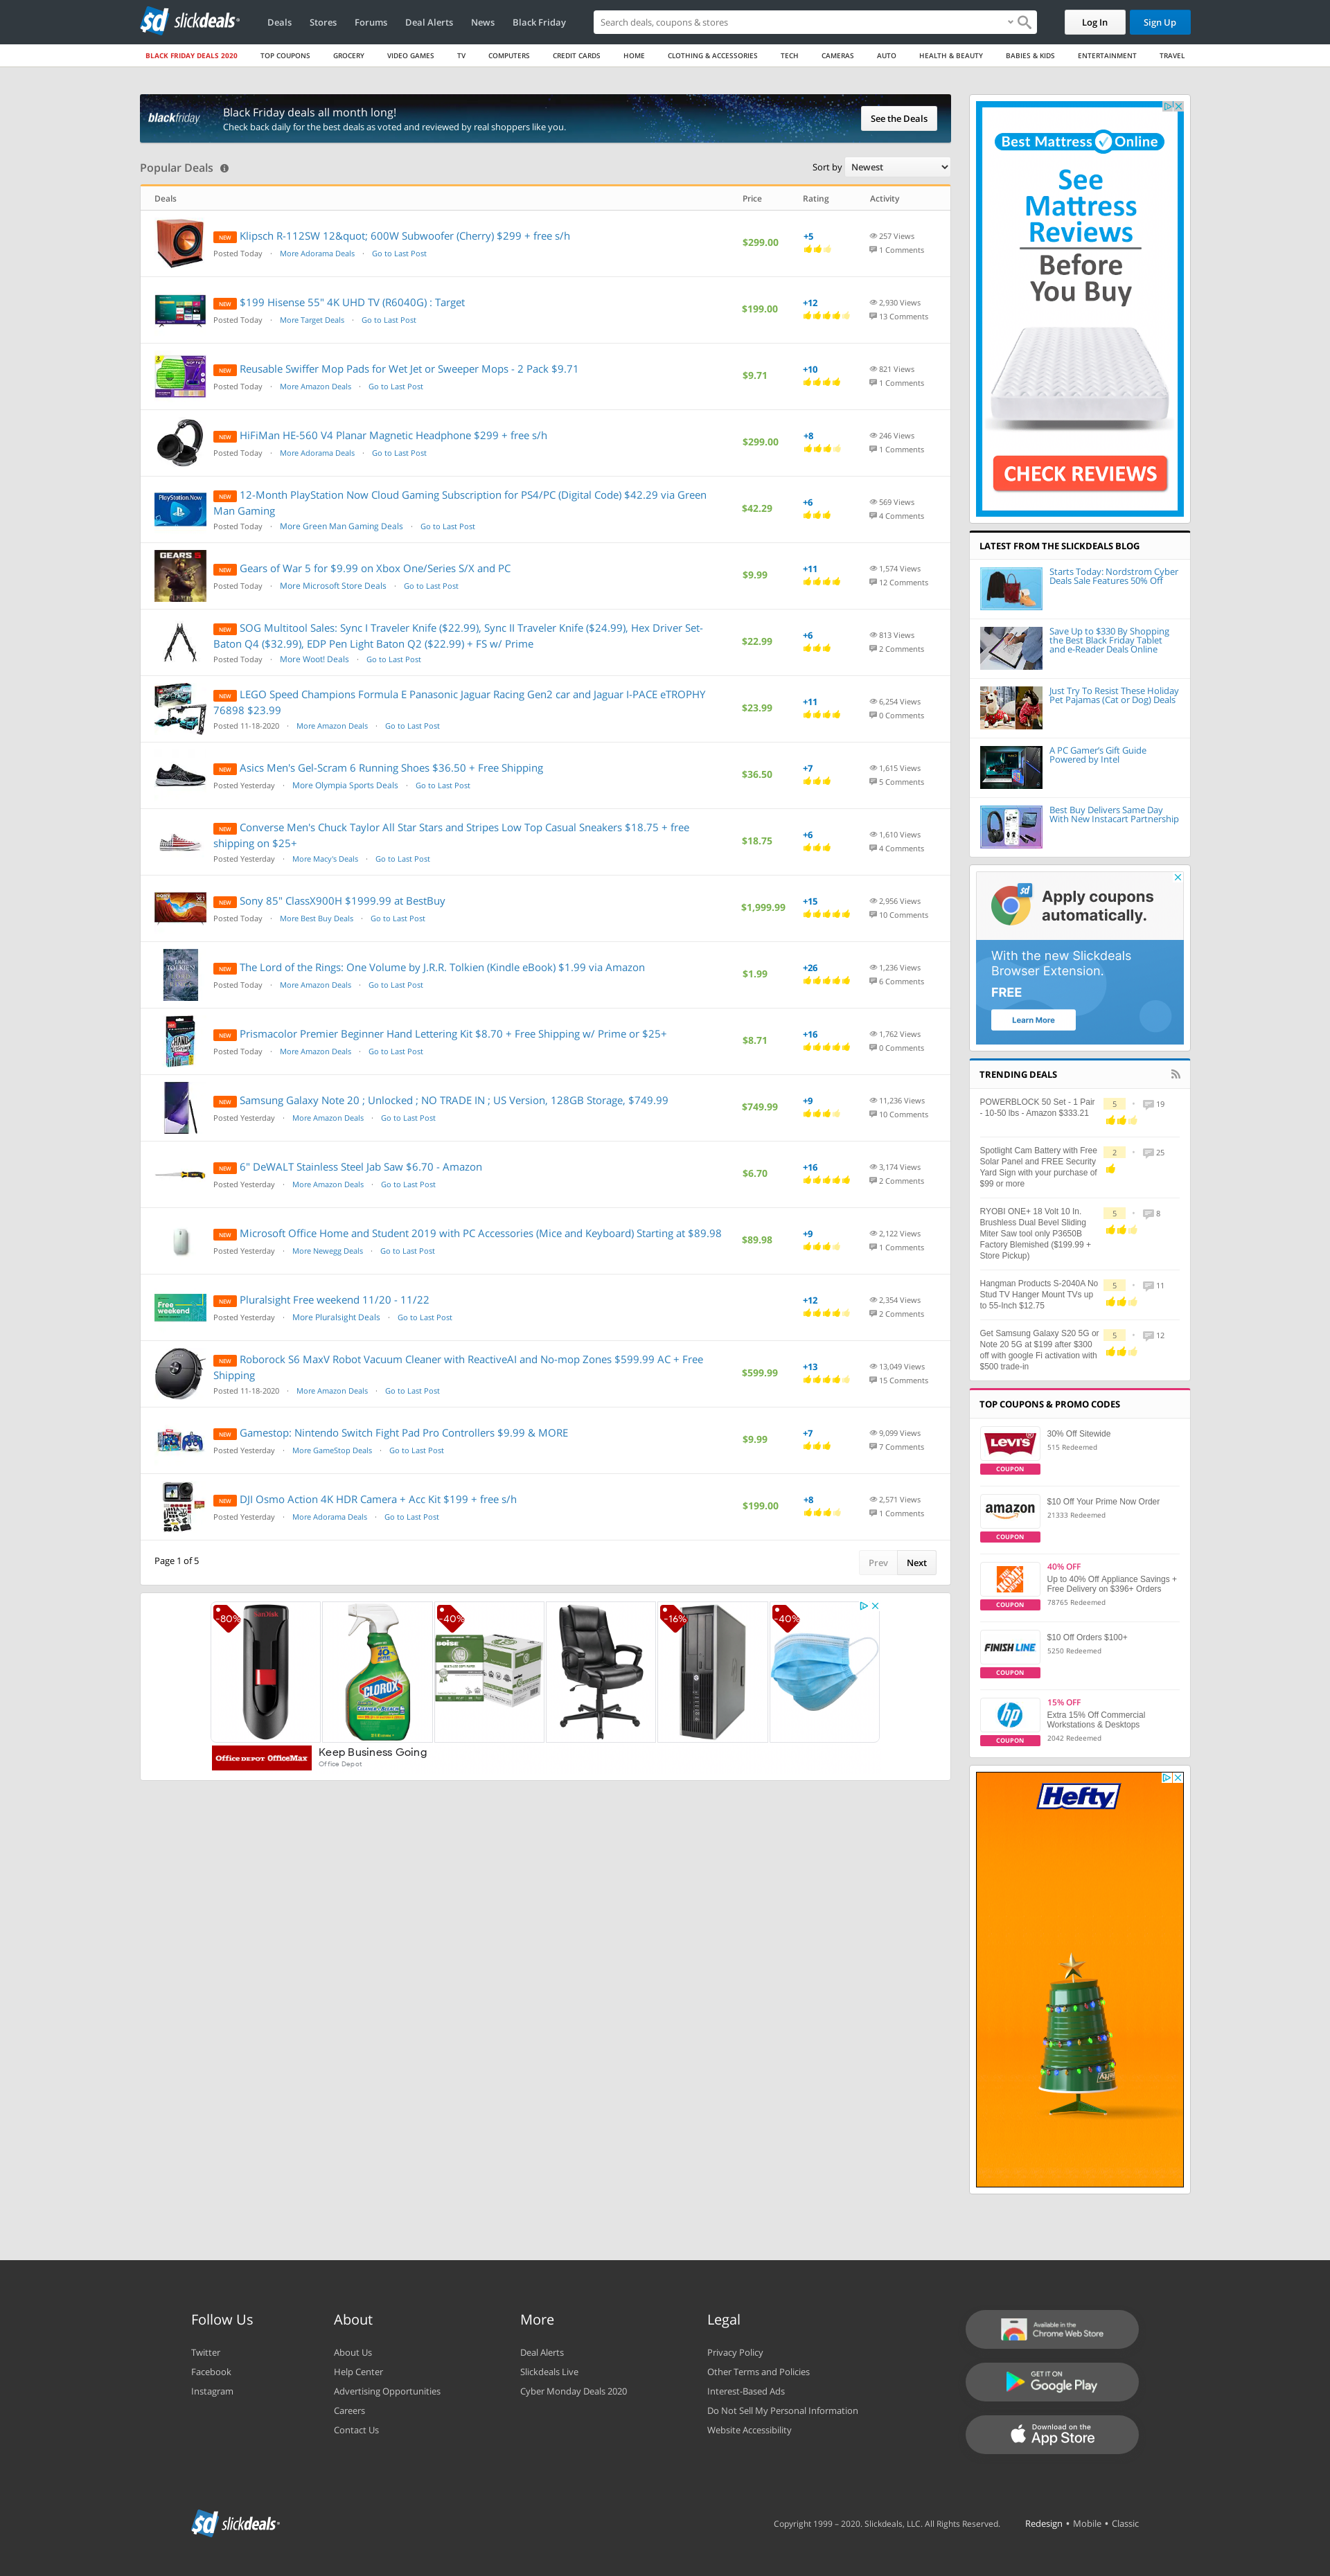 slickdeals
Deals
Stores
Forums
Deal Alerts
News
Black Friday
Search deals, coupons & stores
Log In
Sign Up
BLACK FRIDAY DEALS 2020
TOP COUPONS
GROCERY
VIDEO GAMES
TV
COMPUTERS
CREDIT CARDS
HOME
CLOTHING & ACCESSORIES
TECH
CAMERAS
AUTO
HEALTH & BEAUTY
BABIES & KIDS
ENTERTAINMENT
TRAVEL
blackfriday
Black Friday deals all month long!
Check back daily for the best deals as voted and reviewed by real shoppers like you.
See the Deals
Popular Deals
Sort by Newest
Deals Price Rating Activity
NEW Klipsch R-112SW 12&quot; 600W Subwoofer (Cherry) $299 + free s/h
Posted Today · More Adorama Deals · Go to Last Post
$299.00
+5
257 Views
1 Comments
NEW $199 Hisense 55" 4K UHD TV (R6040G) : Target
Posted Today · More Target Deals · Go to Last Post
$199.00
+12
2,930 Views
13 Comments
NEW Reusable Swiffer Mop Pads for Wet Jet or Sweeper Mops - 2 Pack $9.71
Posted Today · More Amazon Deals · Go to Last Post
$9.71
+10
821 Views
1 Comments
NEW HiFiMan HE-560 V4 Planar Magnetic Headphone $299 + free s/h
Posted Today · More Adorama Deals · Go to Last Post
$299.00
+8
246 Views
1 Comments
PlayStation Now
NEW 12-Month PlayStation Now Cloud Gaming Subscription for PS4/PC (Digital Code) $42.29 via Green
Man Gaming
Posted Today · More Green Man Gaming Deals · Go to Last Post
$42.29
+6
569 Views
4 Comments
GEARS 5
NEW Gears of War 5 for $9.99 on Xbox One/Series S/X and PC
Posted Today · More Microsoft Store Deals · Go to Last Post
$9.99
+11
1,574 Views
12 Comments
NEW SOG Multitool Sales: Sync I Traveler Knife ($22.99), Sync II Traveler Knife ($24.99), Hex Driver Set-
Baton Q4 ($32.99), EDP Pen Light Baton Q2 ($22.99) + FS w/ Prime
Posted Today · More Woot! Deals · Go to Last Post
$22.99
+6
813 Views
2 Comments
NEW LEGO Speed Champions Formula E Panasonic Jaguar Racing Gen2 car and Jaguar I-PACE eTROPHY
76898 $23.99
Posted 11-18-2020 · More Amazon Deals · Go to Last Post
$23.99
+11
6,254 Views
0 Comments
NEW Asics Men's Gel-Scram 6 Running Shoes $36.50 + Free Shipping
Posted Yesterday · More Olympia Sports Deals · Go to Last Post
$36.50
+7
1,615 Views
5 Comments
NEW Converse Men's Chuck Taylor All Star Stars and Stripes Low Top Casual Sneakers $18.75 + free
shipping on $25+
Posted Yesterday · More Macy's Deals · Go to Last Post
$18.75
+6
1,610 Views
4 Comments
NEW Sony 85" ClassX900H $1999.99 at BestBuy
Posted Today · More Best Buy Deals · Go to Last Post
$1,999.99
+15
2,956 Views
10 Comments
TOLKIEN
NEW The Lord of the Rings: One Volume by J.R.R. Tolkien (Kindle eBook) $1.99 via Amazon
Posted Today · More Amazon Deals · Go to Last Post
$1.99
+26
1,236 Views
6 Comments
NEW Prismacolor Premier Beginner Hand Lettering Kit $8.70 + Free Shipping w/ Prime or $25+
Posted Today · More Amazon Deals · Go to Last Post
$8.71
+16
1,762 Views
0 Comments
NEW Samsung Galaxy Note 20 ; Unlocked ; NO TRADE IN ; US Version, 128GB Storage, $749.99
Posted Yesterday · More Amazon Deals · Go to Last Post
$749.99
+9
11,236 Views
10 Comments
NEW 6" DeWALT Stainless Steel Jab Saw $6.70 - Amazon
Posted Yesterday · More Amazon Deals · Go to Last Post
$6.70
+16
3,174 Views
2 Comments
NEW Microsoft Office Home and Student 2019 with PC Accessories (Mice and Keyboard) Starting at $89.98
Posted Yesterday · More Newegg Deals · Go to Last Post
$89.98
+9
2,122 Views
1 Comments
Free weekend
NEW Pluralsight Free weekend 11/20 - 11/22
Posted Yesterday · More Pluralsight Deals · Go to Last Post
+12
2,354 Views
2 Comments
NEW Roborock S6 MaxV Robot Vacuum Cleaner with ReactiveAI and No-mop Zones $599.99 AC + Free
Shipping
Posted 11-18-2020 · More Amazon Deals · Go to Last Post
$599.99
+13
13,049 Views
15 Comments
NEW Gamestop: Nintendo Switch Fight Pad Pro Controllers $9.99 & MORE
Posted Yesterday · More GameStop Deals · Go to Last Post
$9.99
+7
9,099 Views
7 Comments
NEW DJI Osmo Action 4K HDR Camera + Acc Kit $199 + free s/h
Posted Yesterday · More Adorama Deals · Go to Last Post
$199.00
+8
2,571 Views
1 Comments
Page 1 of 5
Prev Next
-80%
SanDisk
CLOROX
-40%
BOISE
-16%
-40%
Office DEPOT OfficeMax
Keep Business Going
Office Depot
Best Mattress Online
See
Mattress
Reviews
Before
You Buy
CHECK REVIEWS
LATEST FROM THE SLICKDEALS BLOG
Starts Today: Nordstrom Cyber
Deals Sale Features 50% Off
Save Up to $330 By Shopping
the Best Black Friday Tablet
and e-Reader Deals Online
Just Try To Resist These Holiday
Pet Pajamas (Cat or Dog) Deals
A PC Gamer's Gift Guide
Powered by Intel
Best Buy Delivers Same Day
With New Instacart Partnership
Apply coupons
automatically.
With the new Slickdeals
Browser Extension.
FREE
Learn More
TRENDING DEALS
POWERBLOCK 50 Set - 1 Pair
- 10-50 lbs - Amazon $333.21
5 · 19
Spotlight Cam Battery with Free
Solar Panel and FREE Security
Yard Sign with your purchase of
$99 or more
2 · 25
RYOBI ONE+ 18 Volt 10 In.
Brushless Dual Bevel Sliding
Miter Saw tool only P3650B
Factory Blemished ($199.99 +
Store Pickup)
5 · 8
Hangman Products S-2040A No
Stud TV Hanger Mount TVs up
to 55-Inch $12.75
5 · 11
Get Samsung Galaxy S20 5G or
Note 20 5G at $199 after $300
off with google Fi activation with
$500 trade-in
5 · 12
TOP COUPONS & PROMO CODES
LEVI'S
COUPON
30% Off Sitewide
515 Redeemed
amazon
COUPON
$10 Off Your Prime Now Order
21333 Redeemed
COUPON
40% OFF
Up to 40% Off Appliance Savings +
Free Delivery on $396+ Orders
78765 Redeemed
FINISH LINE
COUPON
$10 Off Orders $100+
5250 Redeemed
hp
COUPON
15% OFF
Extra 15% Off Commercial
Workstations & Desktops
2042 Redeemed
Hefty
Follow Us
Twitter
Facebook
Instagram
About
About Us
Help Center
Advertising Opportunities
Careers
Contact Us
More
Deal Alerts
Slickdeals Live
Cyber Monday Deals 2020
Legal
Privacy Policy
Other Terms and Policies
Interest-Based Ads
Do Not Sell My Personal Information
Website Accessibility
Available in the
Chrome Web Store
GET IT ON
Google Play
Download on the
App Store
slickdeals
Copyright 1999 – 2020. Slickdeals, LLC. All Rights Reserved.
Redesign • Mobile • Classic